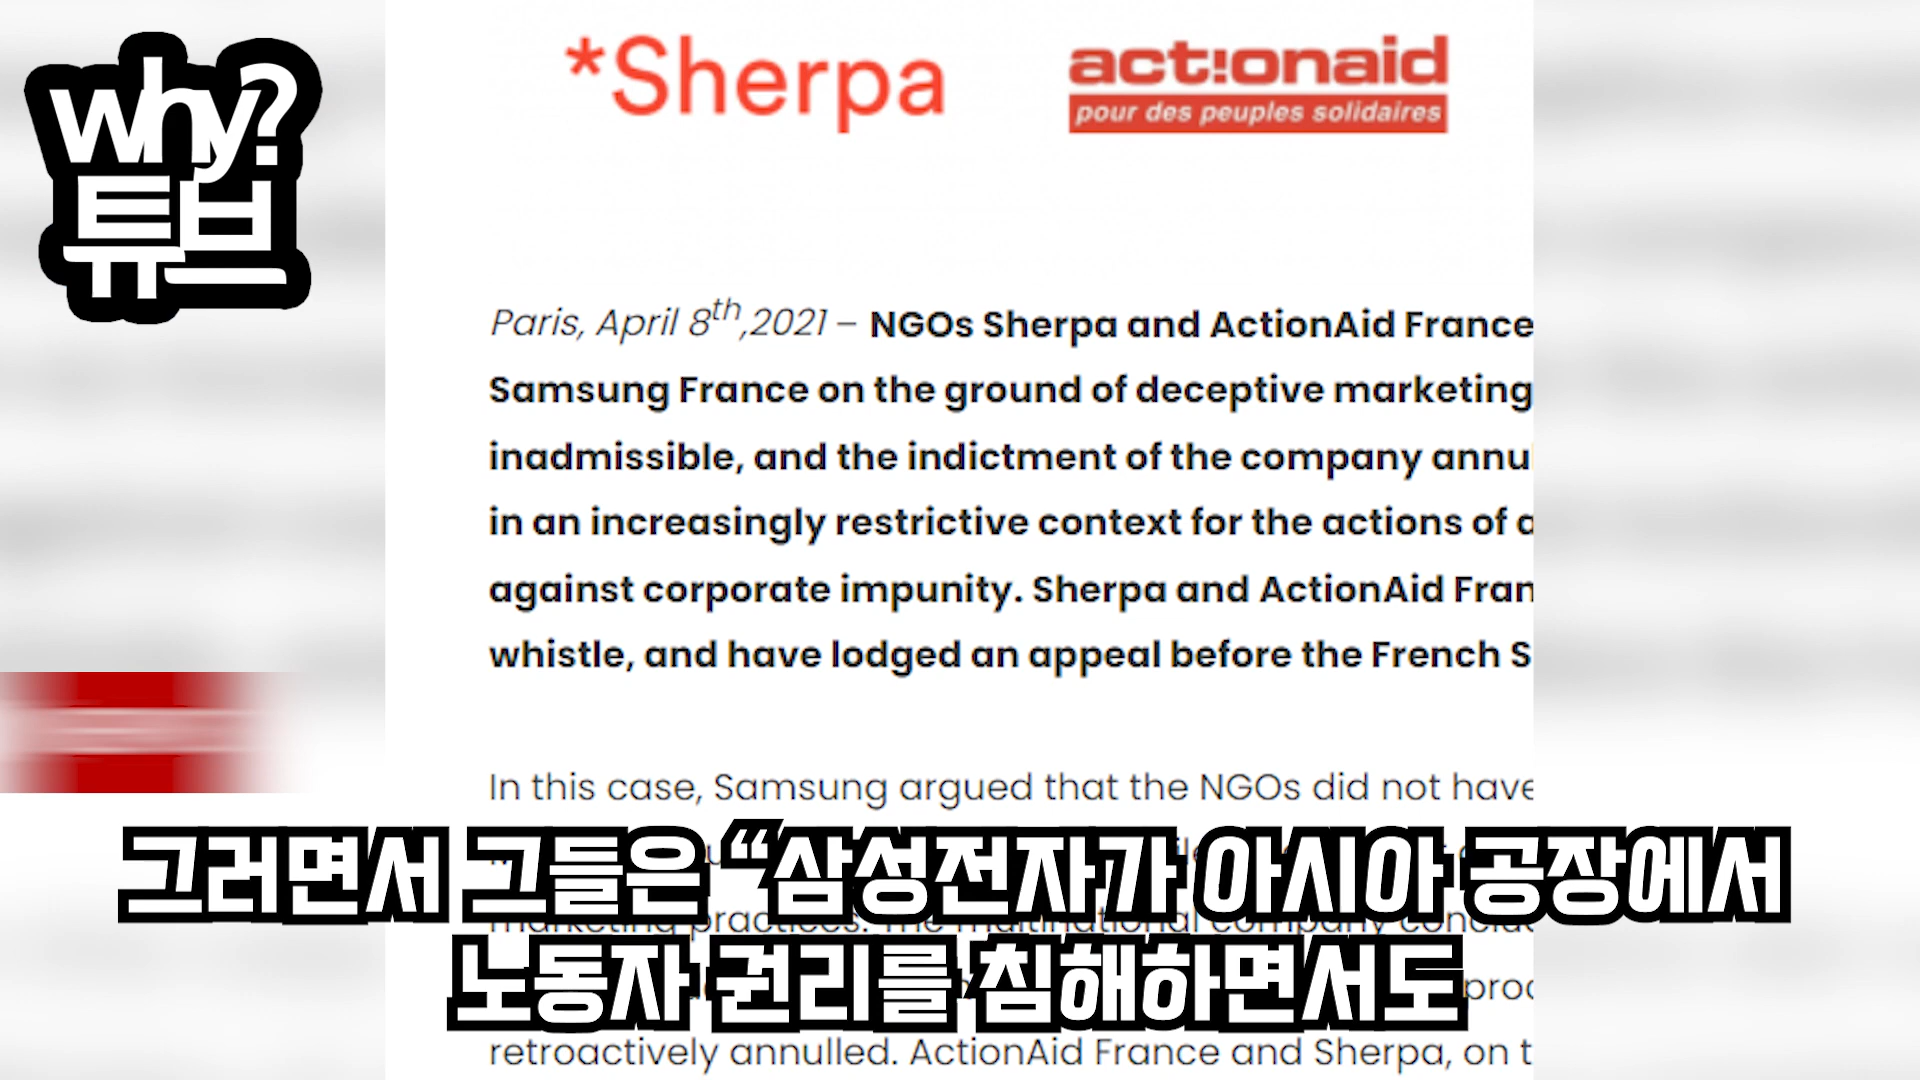 why?
튜브
*Sherpa
act!onaid
pour des peuples solidaires
Paris, April 8th,2021 – NGOs Sherpa and ActionAid France
Samsung France on the ground of deceptive marketing
inadmissible, and the indictment of the company
in an increasingly restrictive context for the actions of
against corporate impunity. Sherpa and ActionAid
whistle, and have lodged an appeal before the French
In this case, Samsung argued that the NGOs did not have
그러면서 그들은 “삼성전자가 아시아 공장에서
marketing practices. The multinational company
노동자 권리를 침해하면서도
retroactively annulled. ActionAid France and Sherpa, on